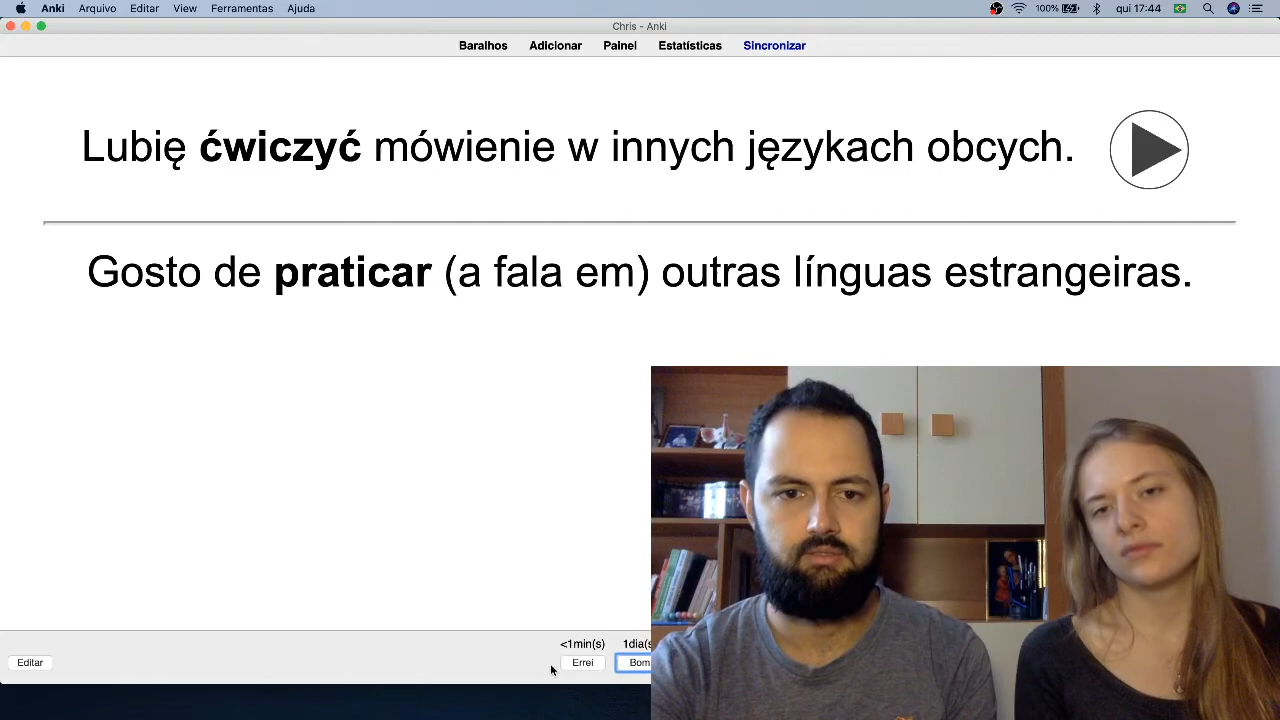 Anki Arquivo Editar View Ferramentas Ajuda 100% qui 17:44
Chris - Anki
Baralhos Adicionar Painel Estatísticas Sincronizar
Lubię ćwiczyć mówienie w innych językach obcych.
Gosto de praticar (a fala em) outras línguas estrangeiras.
<1min(s) 1dia(s
Editar Errei Bom